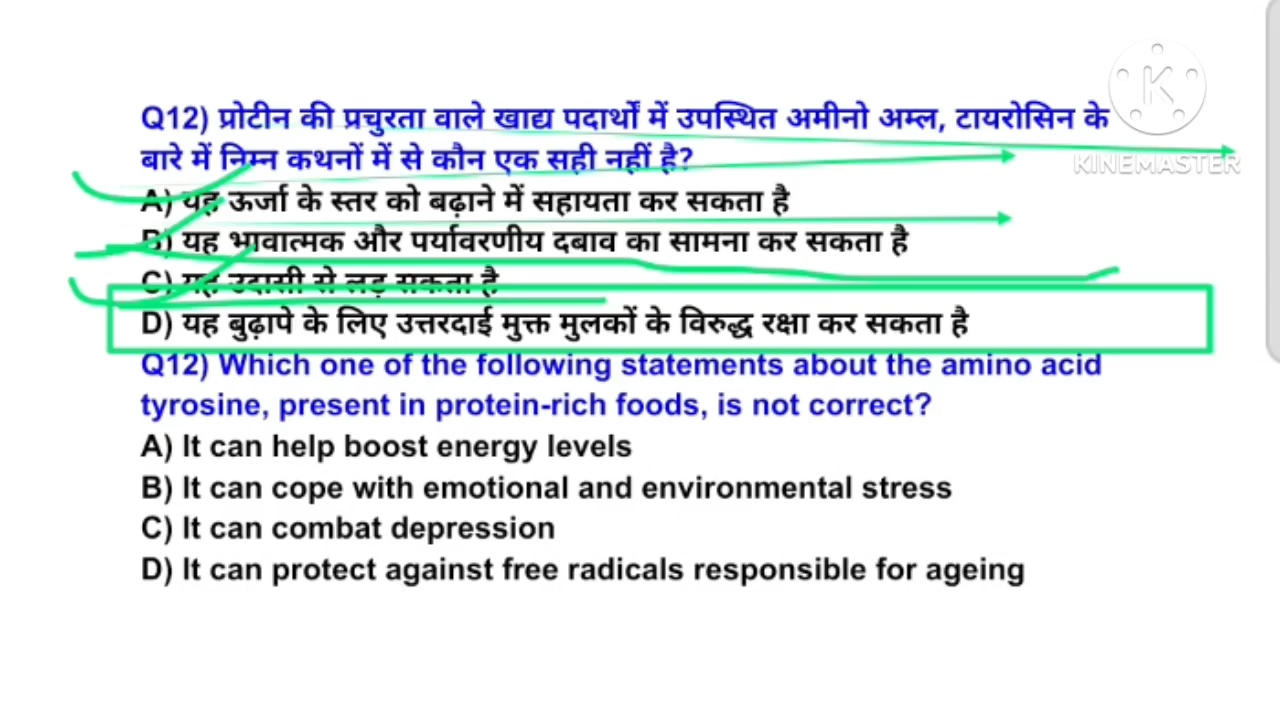 Q12) प्रोटीन की प्रचुरता वाले खाद्य पदार्थों में उपस्थित अमीनो अम्ल, टायरोसिन के
बारे में निम्न कथनों में से कौन एक सही नहीं है?
KINEMASTER
A) यह ऊर्जा के स्तर को बढ़ाने में सहायता कर सकता है
B) यह भावात्मक और पर्यावरणीय दबाव का सामना कर सकता है
C) यह उदासी से लड़ सकता है
D) यह बुढ़ापे के लिए उत्तरदाई मुक्त मुलकों के विरुद्ध रक्षा कर सकता है
Q12) Which one of the following statements about the amino acid
tyrosine, present in protein-rich foods, is not correct?
A) It can help boost energy levels
B) It can cope with emotional and environmental stress
C) It can combat depression
D) It can protect against free radicals responsible for ageing